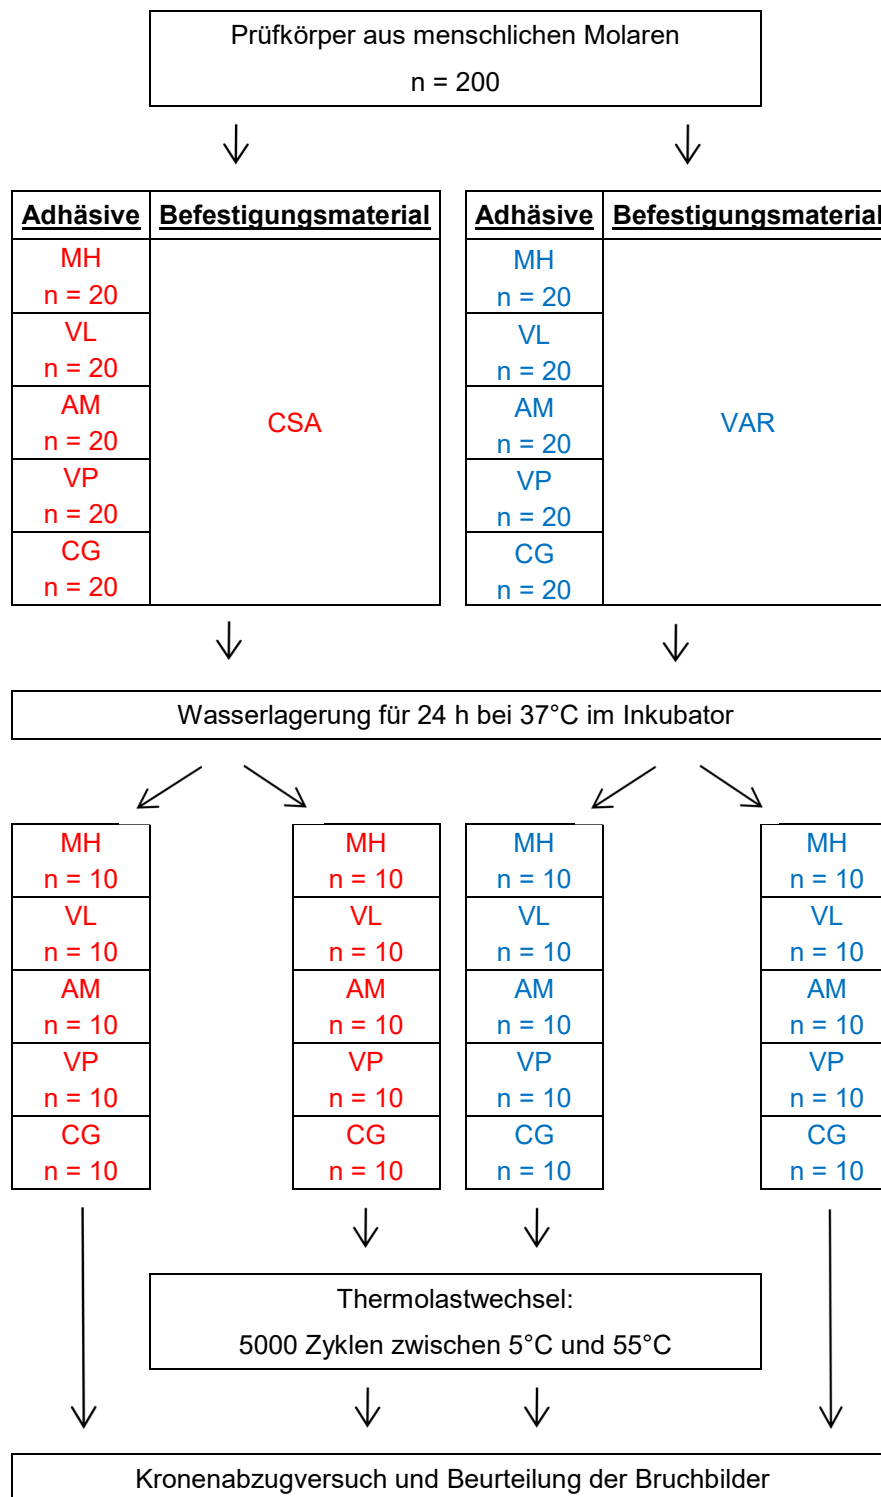 Prüfkörper aus menschlichen Molaren
n = 200
Adhäsive Befestigungsmaterial Adhäsive Befestigungsmaterial
MH MH
n = 20 n = 20
VL VL
n = 20 n = 20
AM AM
n = 20 CSA n = 20 VAR
VP VP
n = 20 n = 20
CG CG
n = 20 n = 20
Wasserlagerung für 24 h bei 37°C im Inkubator
MH MH MH MH
n = 10 n = 10 n = 10 n = 10
VL VL VL VL
n = 10 n = 10 n = 10 n = 10
AM AM AM AM
n = 10 n = 10 n = 10 n = 10
VP VP VP VP
n = 10 n = 10 n = 10 n = 10
CG CG CG CG
n = 10 n = 10 n = 10 n = 10
Thermolastwechsel:
5000 Zyklen zwischen 5°C und 55°C
Kronenabzugversuch und Beurteilung der Bruchbilder